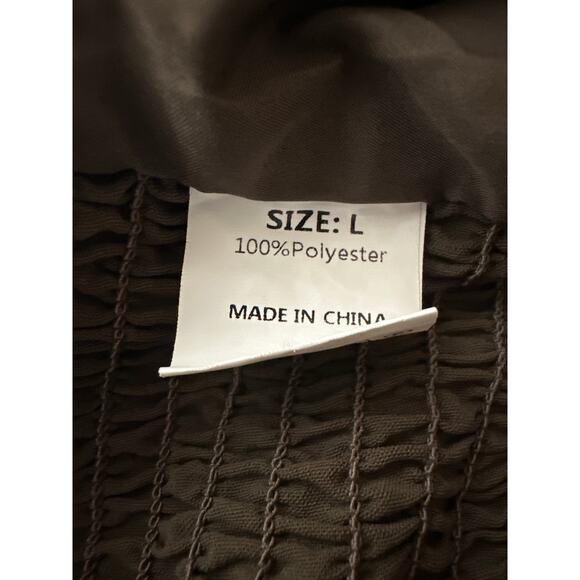 SIZE: L
100%Polyester
MADE IN CHINA